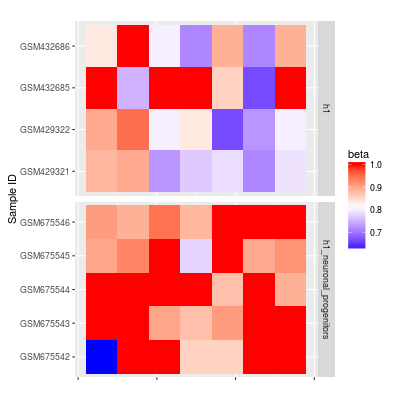 GSM432686
GSM432685
GSM429322
GSM429321
h1
GSM675546
GSM675545
GSM675544
GSM675543
GSM675542
h1_neuronal_progenitors
Sample ID
beta
1.0
0.9
0.8
0.7